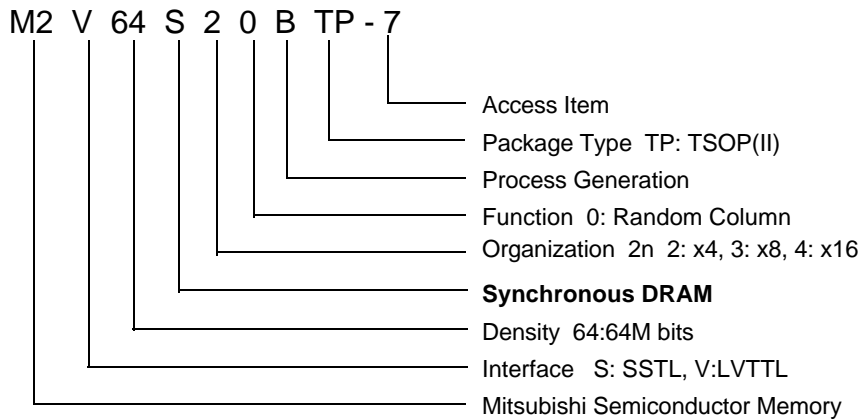 M2 V 64 S 2 0 B TP - 7
Access Item
Package Type TP: TSOP(II)
Process Generation
Function 0: Random Column
Organization 2n 2: x4, 3: x8, 4: x16
Synchronous DRAM
Density 64:64M bits
Interface S: SSTL, V:LVTTL
Mitsubishi Semiconductor Memory